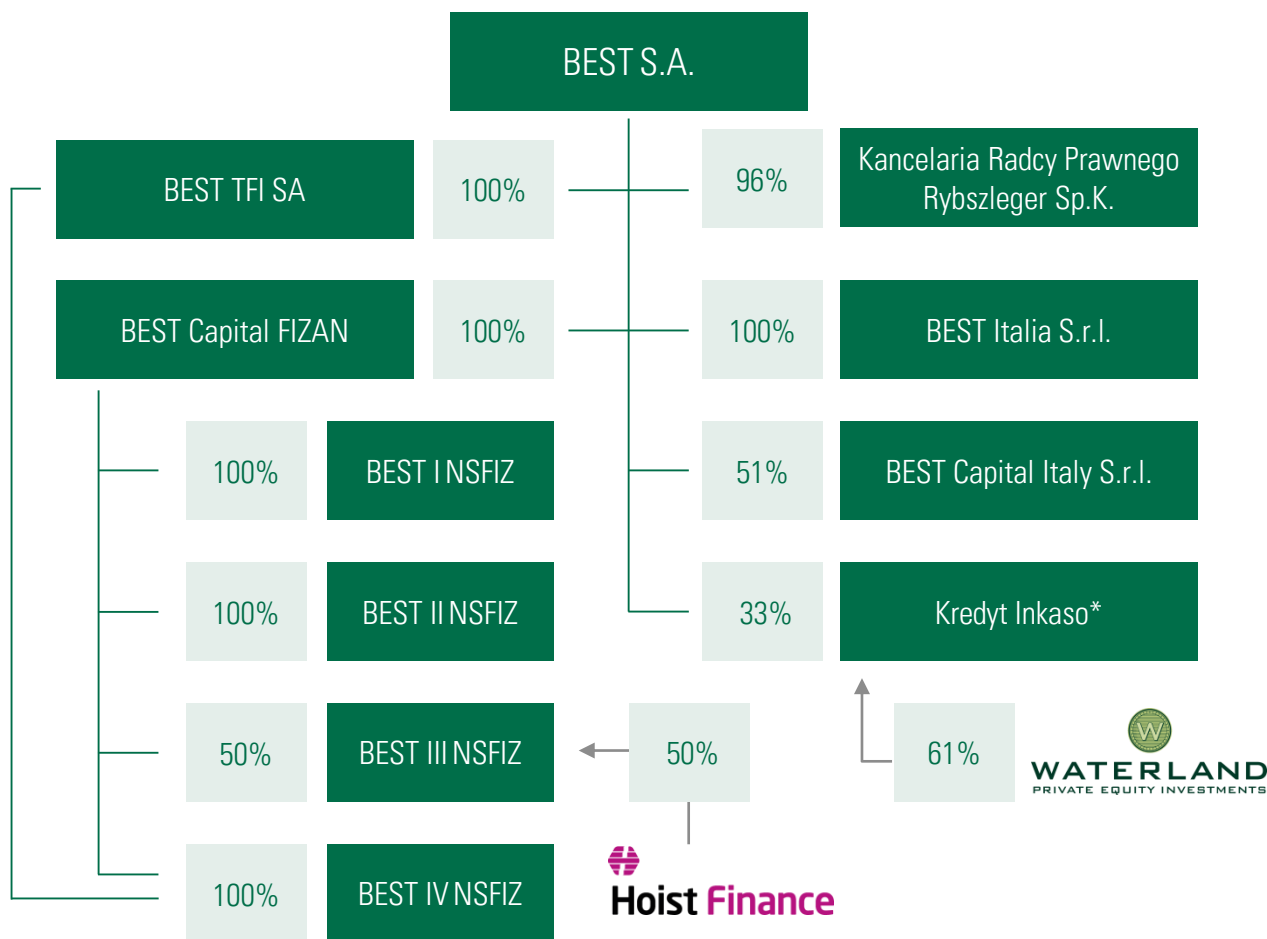 BEST S.A.
BEST TFI SA
100%
96%
Kancelaria Radcy Prawnego
Rybszleger Sp.K.
BEST Capital FIZAN
100%
100%
BEST Italia S.r.l.
100%
BEST I NSFIZ
51%
BEST Capital Italy S.r.l.
100%
BEST II NSFIZ
33%
Kredyt Inkaso*
50%
BEST III NSFIZ
50%
61%
W
WATERLAND
PRIVATE EQUITY INVESTMENTS
100%
BEST IV NSFIZ
Hoist Finance